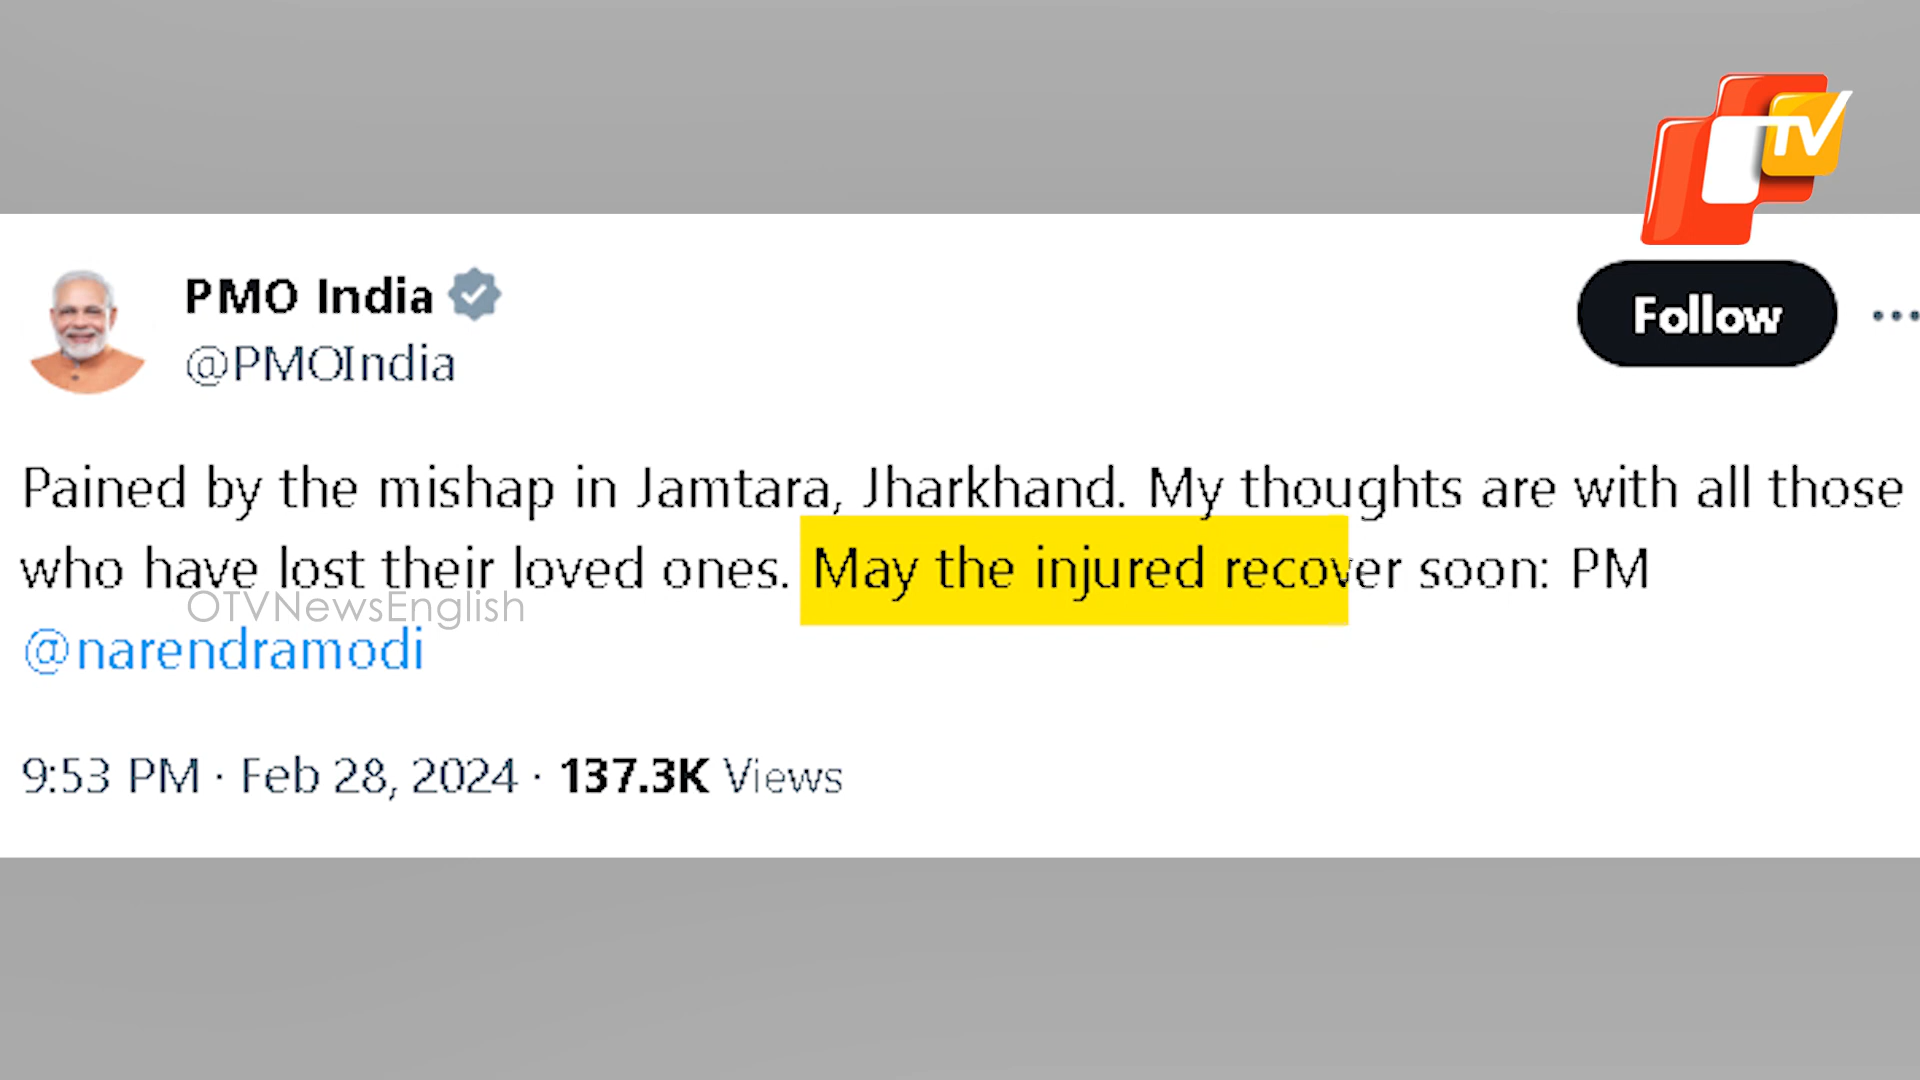 TV
PMO India
@PMOIndia
Follow
Pained by the mishap in Jamtara, Jharkhand. My thoughts are with all those
who have lost their loved ones. May the injured recover soon: PM
OTVNewsEnglish
@narendramodi
9:53 PM · Feb 28, 2024 · 137.3K Views